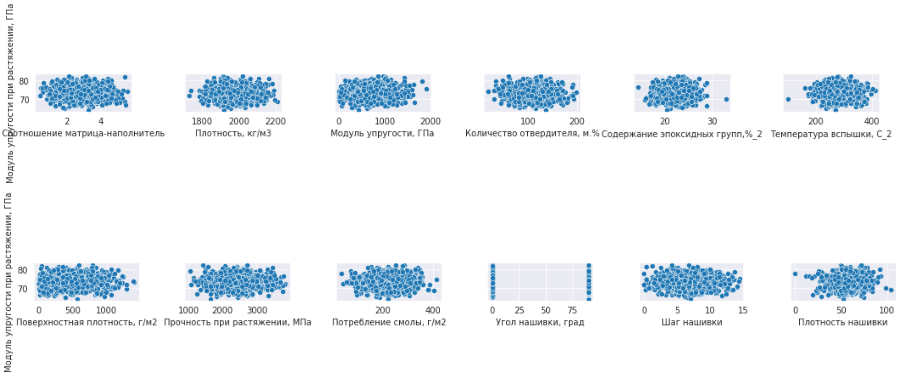 Модуль упругости при растяжении, ГПа
80
70
2 4
Соотношение матрица-наполнитель
1800 2000 2200
Плотность, кг/м3
0 1000 2000
Модуль упругости, ГПа
100 200
Количество отвердителя, м.%
20 30
Содержание эпоксидных групп,%_2
200 400
Температура вспышки, С_2
Модуль упругости при растяжении, ГПа
80
70
0 500 1000
Поверхностная плотность, г/м2
1000 2000 3000
Прочность при растяжении, МПа
200 400
Потребление смолы, г/м2
0 25 50 75
Угол нашивки, град
0 5 10 15
Шаг нашивки
0 50 100
Плотность нашивки